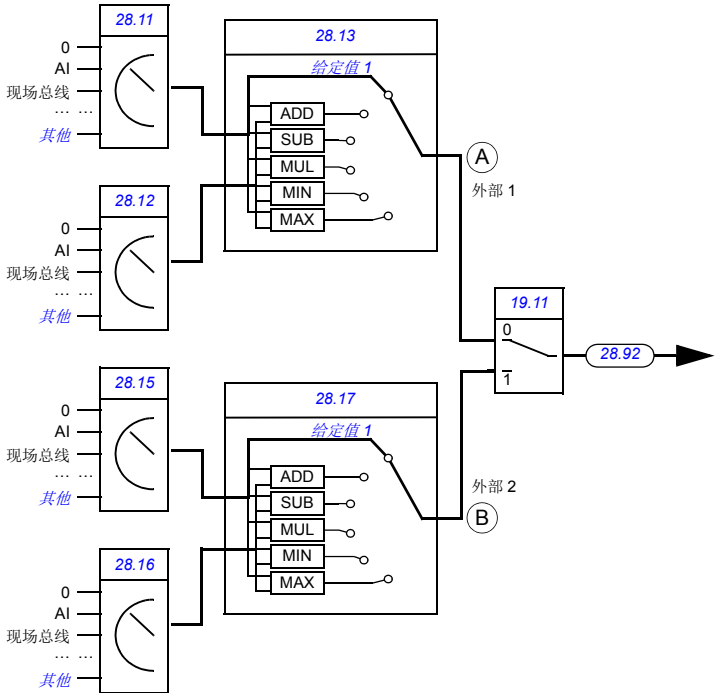 28.11
0
AI
现场总线
… …
其他
28.12
0
AI
现场总线
… …
其他
28.13
给定值 1
ADD
SUB
MUL
MIN
MAX
A
外部 1
19.11
0
1
28.92
28.15
0
AI
现场总线
… …
其他
28.16
0
AI
现场总线
… …
其他
28.17
给定值 1
ADD
SUB
MUL
MIN
MAX
外部 2
B